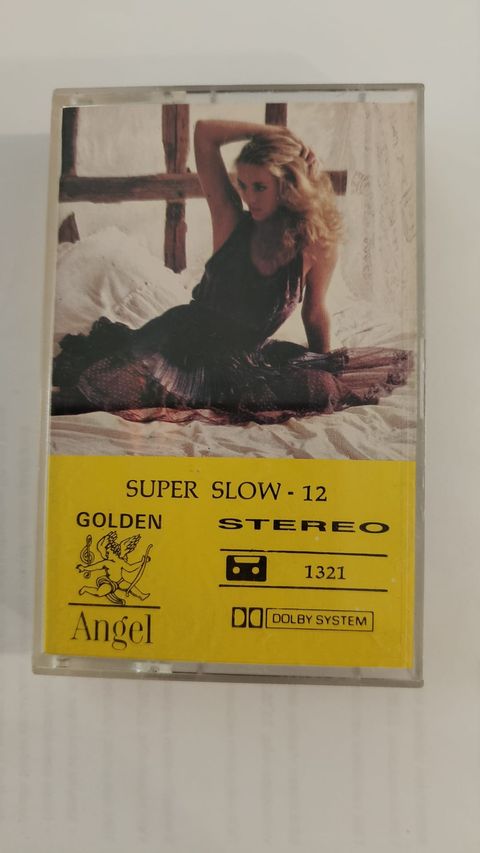 SUPER SLOW - 12
GOLDEN
Angel
STEREO
1321
DOLBY SYSTEM